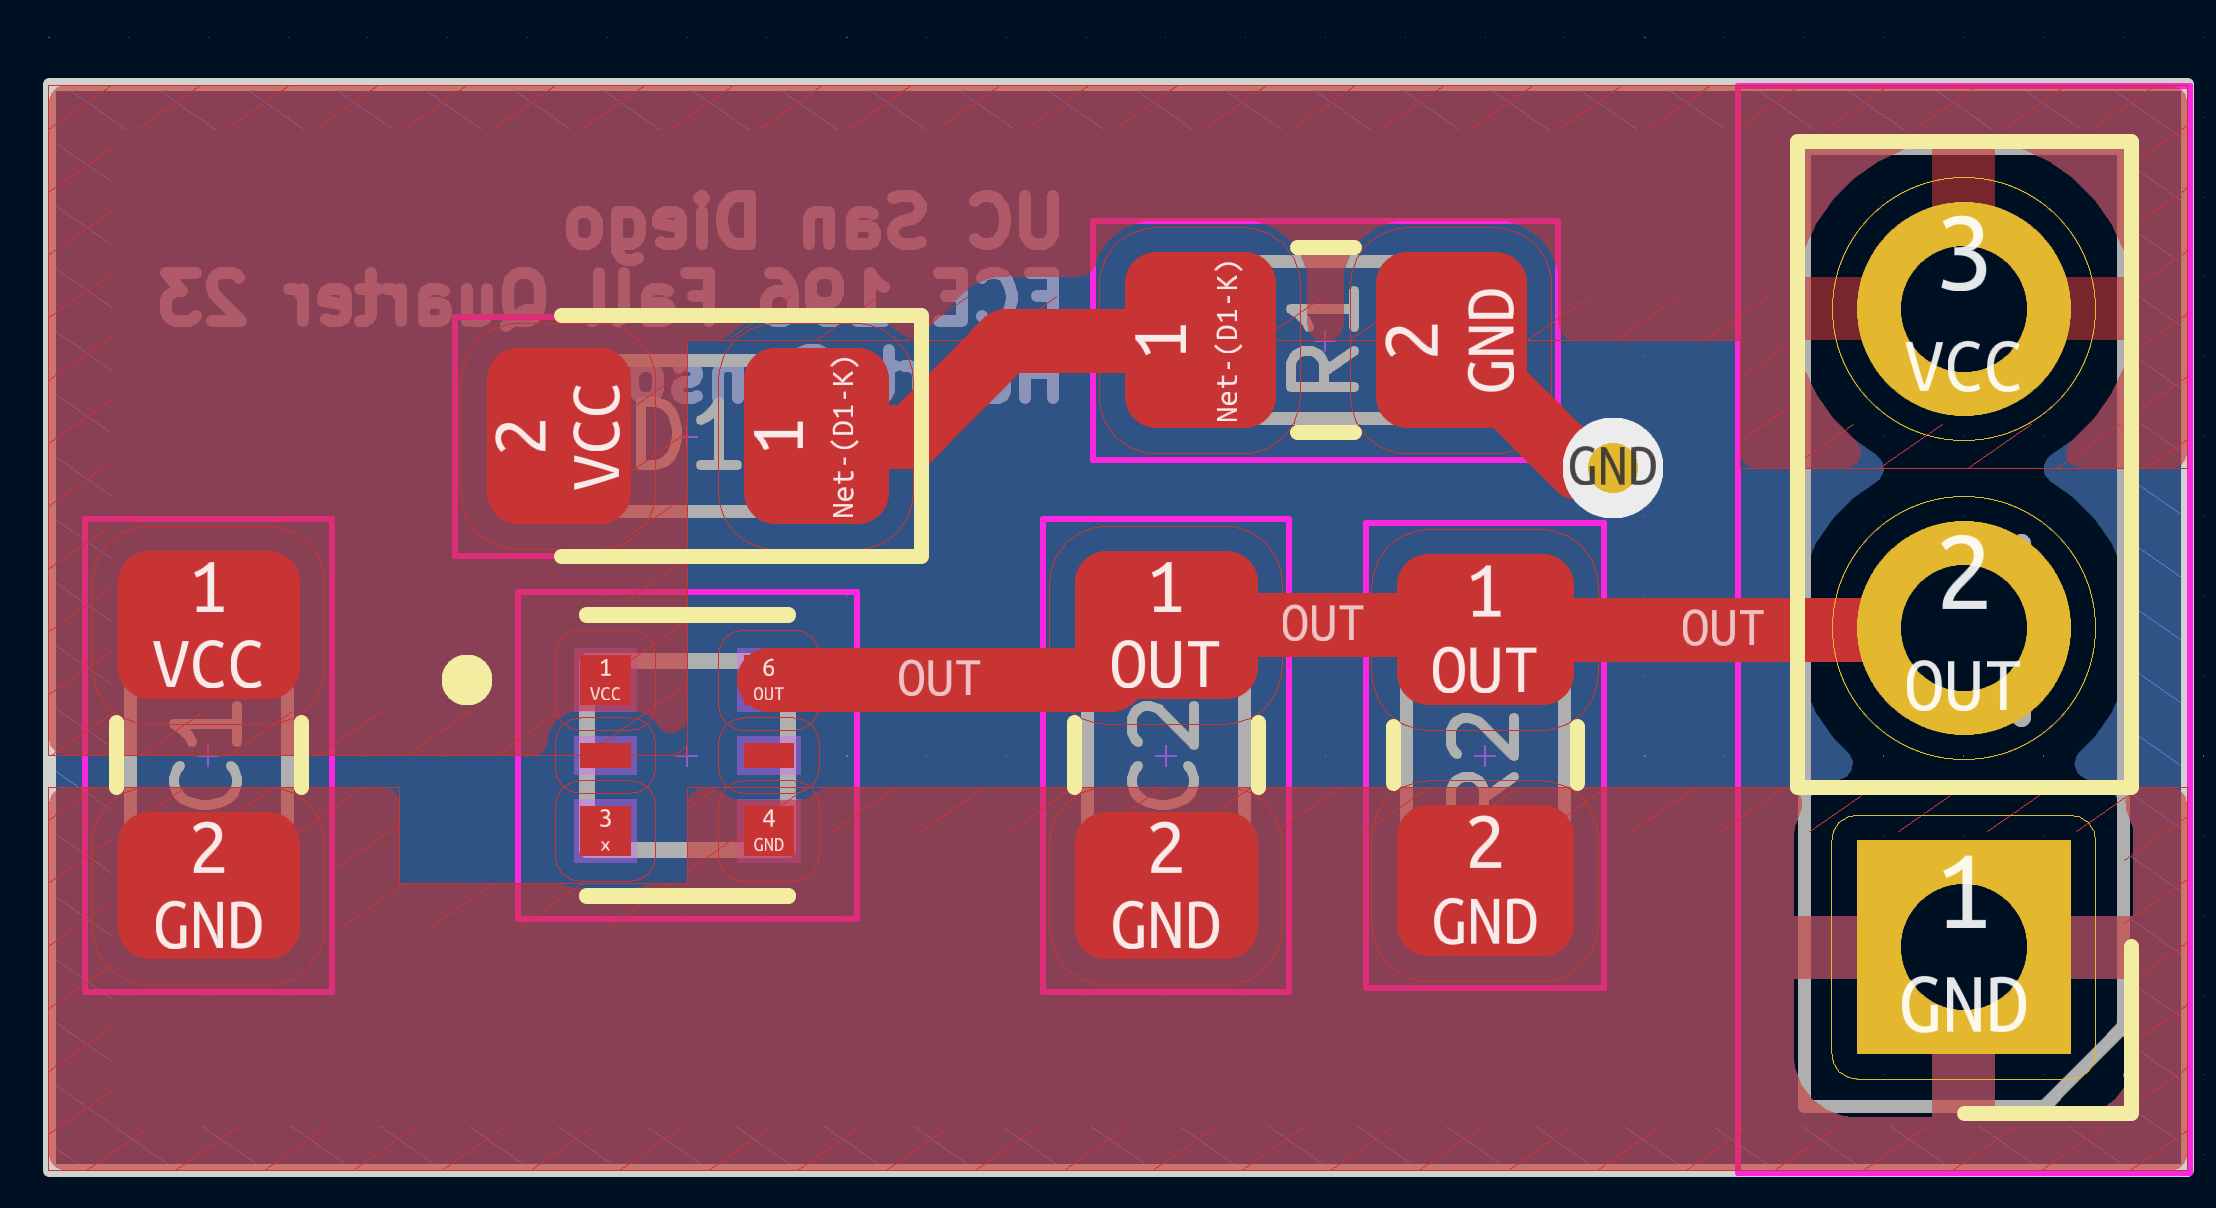 UC San Diego
ECE 196 Fall Quarter 23
1
Net-(D1-K)
R1
2
GND
3
VCC
2
VCC
D1
1
Net-(D1-K)
GND
1
VCC
C1
2
GND
1
VCC
6
OUT
OUT
3
x
4
GND
1
OUT
C2
2
GND
OUT
1
OUT
R2
2
GND
OUT
2
OUT
1
GND